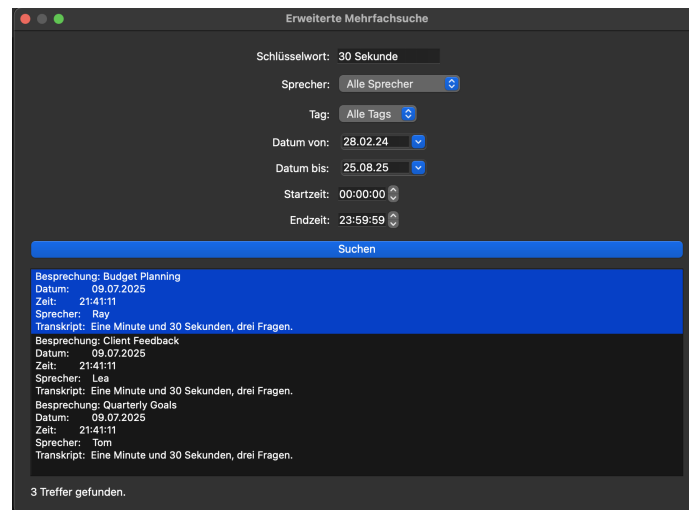 Erweiterte Mehrfachsuche
Schlüsselwort: 30 Sekunde
Sprecher: Alle Sprecher
Tag: Alle Tags
Datum von: 28.02.24
Datum bis: 25.08.25
Startzeit: 00:00:00
Endzeit: 23:59:59
Suchen
Besprechung: Budget Planning
Datum: 09.07.2025
Zeit: 21:41:11
Sprecher: Ray
Transkript: Eine Minute und 30 Sekunden, drei Fragen.
Besprechung: Client Feedback
Datum: 09.07.2025
Zeit: 21:41:11
Sprecher: Lea
Transkript: Eine Minute und 30 Sekunden, drei Fragen.
Besprechung: Quarterly Goals
Datum: 09.07.2025
Zeit: 21:41:11
Sprecher: Tom
Transkript: Eine Minute und 30 Sekunden, drei Fragen.
3 Treffer gefunden.